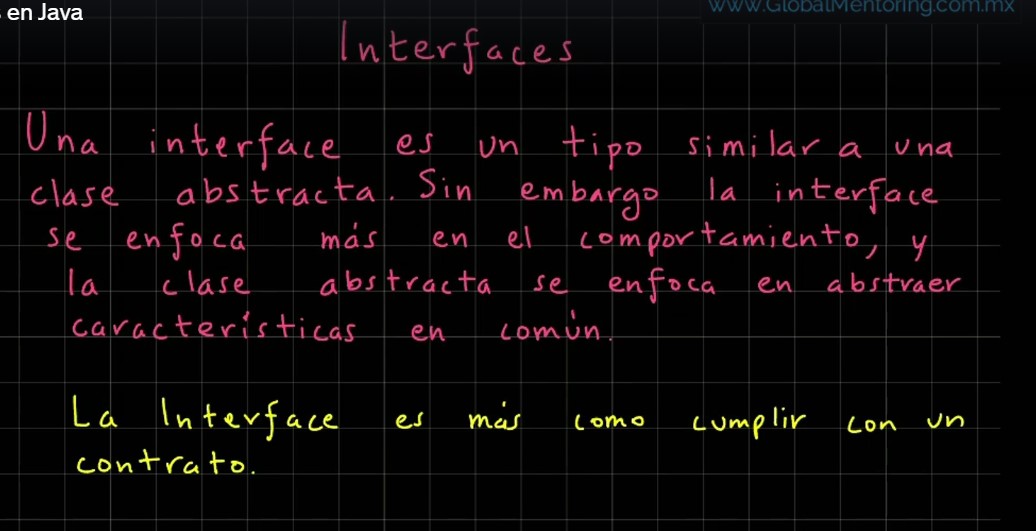 en Java
www.GlobalMentoring.com.mx
Interfaces
Una interface es un tipo similar a una
clase abstracta. Sin embargo la interface
se enfoca más en el comportamiento, y
la clase abstracta se enfoca en abstraer
características en común.
La Interface es más como cumplir con un
contrato.